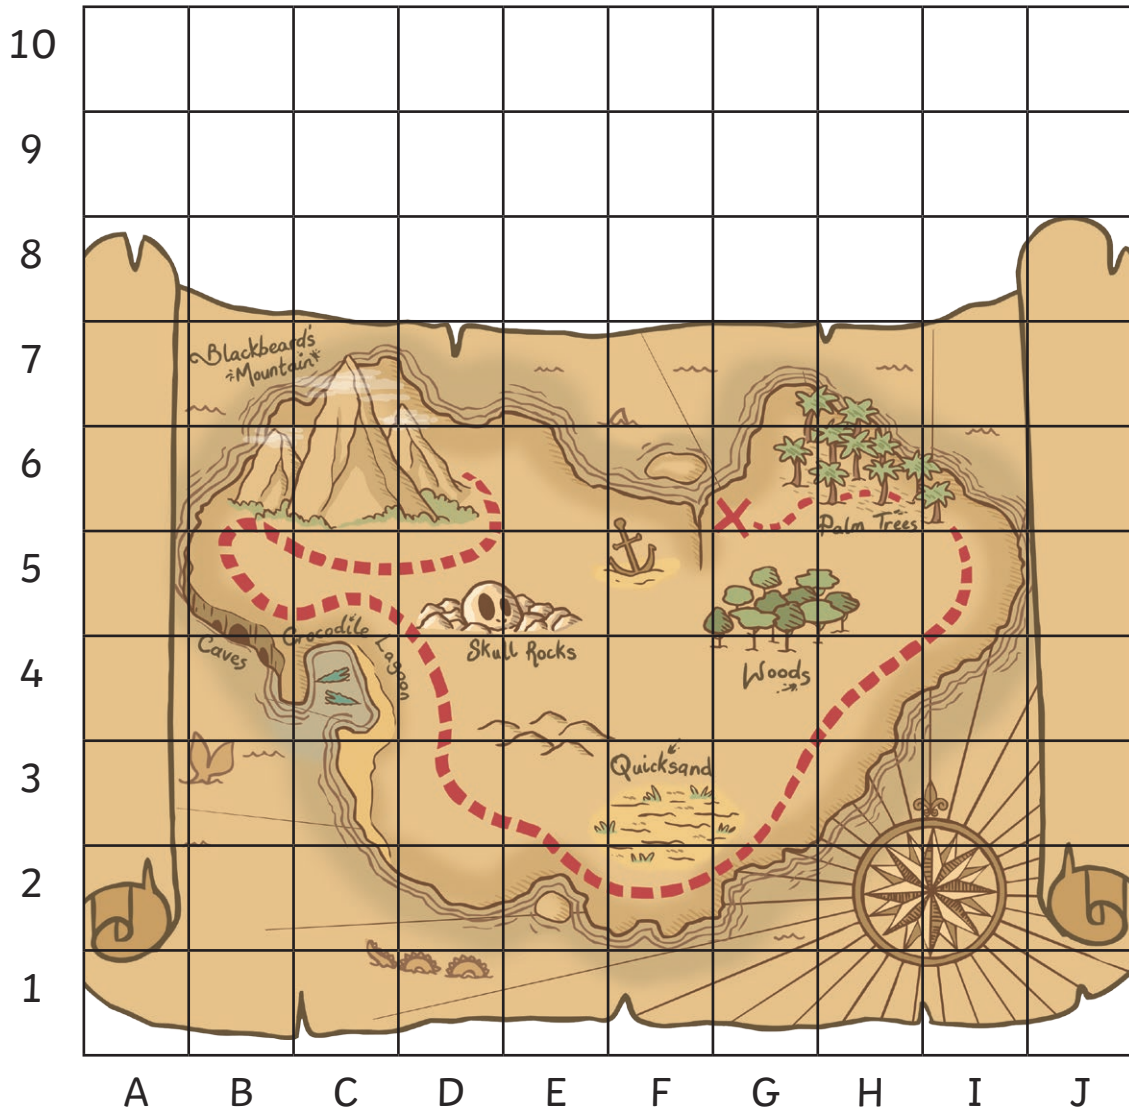 10
9
8
7
Blackbeard's
Mountain
6
Palm Trees
5
Caves
Crocodile Lagoon
Skull Rocks
4
Woods
3
Quicksand
2
1
A B C D E F G H I J